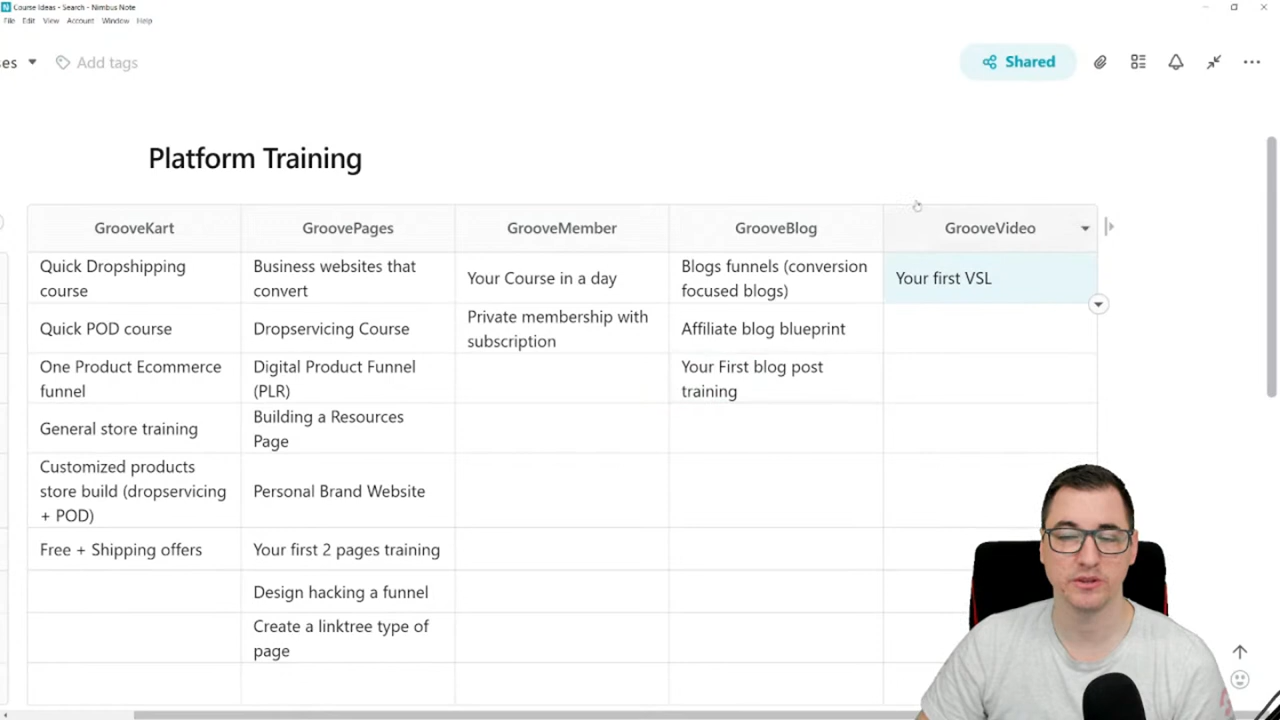 Course Ideas - Search - Nimbus Note
File Edit View Account Window Help
es
Add tags
Shared
Platform Training
GrooveKart GroovePages GrooveMember GrooveBlog GrooveVideo
Quick Dropshipping
course
Business websites that
convert
Your Course in a day
Blogs funnels (conversion
focused blogs)
Your first VSL
Quick POD course
Dropservicing Course
Private membership with
subscription
Affiliate blog blueprint
One Product Ecommerce
funnel
Digital Product Funnel
(PLR)
Your First blog post
training
General store training
Building a Resources
Page
Customized products
store build (dropservicing
+ POD)
Personal Brand Website
Free + Shipping offers
Your first 2 pages training
Design hacking a funnel
Create a linktree type of
page